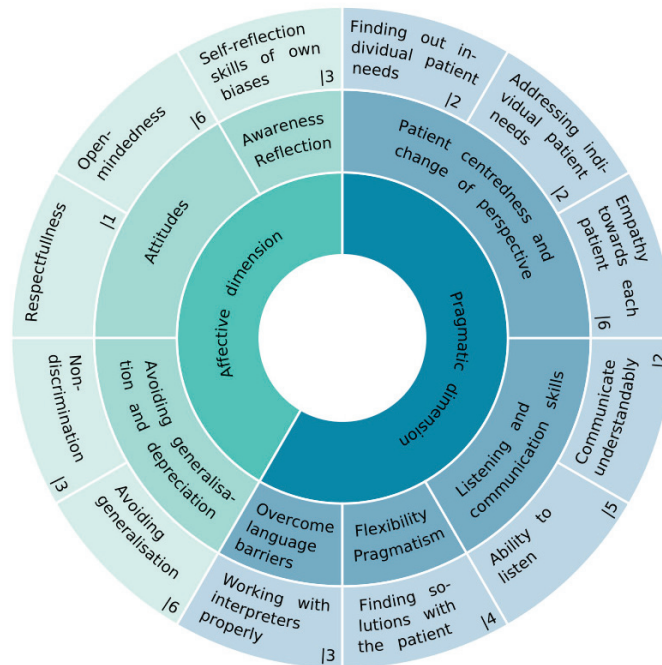 Self-reflection
skills of own
biases
|3
Finding out in-
dividual patient
needs
|2
Addressing indi-
vidual patient
needs
|2
Empathy
towards each
patient
|6
Communicate
understandably
|2
Ability to
listen
|5
Finding so-
lutions with
the patient
|4
Working with
interpreters
properly
|3
Avoiding
generalisation
|6
Non-
discrimination
|3
Respectfullness
|1
Open-
mindedness
|6
Awareness
Reflection
Patient centredness and
change of perspective
Listening and
communication skills
Flexibility
Pragmatism
Overcome
language
barriers
Avoiding generalisa-
tion and depreciation
Attitudes
Affective dimension
Pragmatic dimension